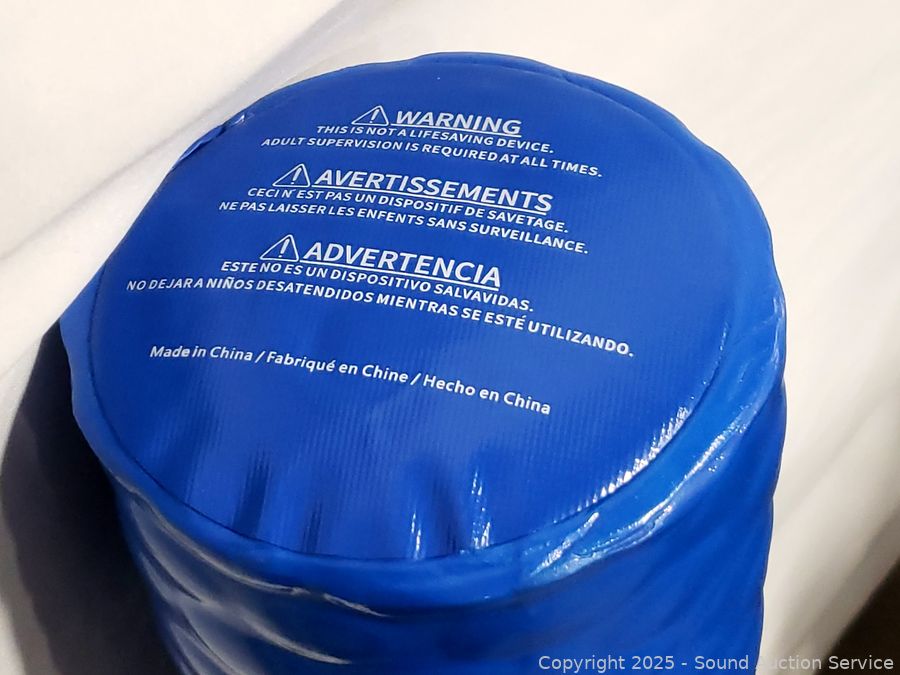 ⚠ WARNING
THIS IS NOT A LIFESAVING DEVICE.
ADULT SUPERVISION IS REQUIRED AT ALL TIMES.
⚠ AVERTISSEMENTS
CECI N'EST PAS UN DISPOSITIF DE SAVETAGE.
NE PAS LAISSER LES ENFENTS SANS SURVEILLANCE.
⚠ ADVERTENCIA
ESTE NO ES UN DISPOSITIVO SALVAVIDAS.
NO DEJAR A NIÑOS DESATENDIDOS MIENTRAS SE ESTÉ UTILIZANDO.
Made in China / Fabriqué en Chine / Hecho en China
Copyright 2025 - Sound Auction Service